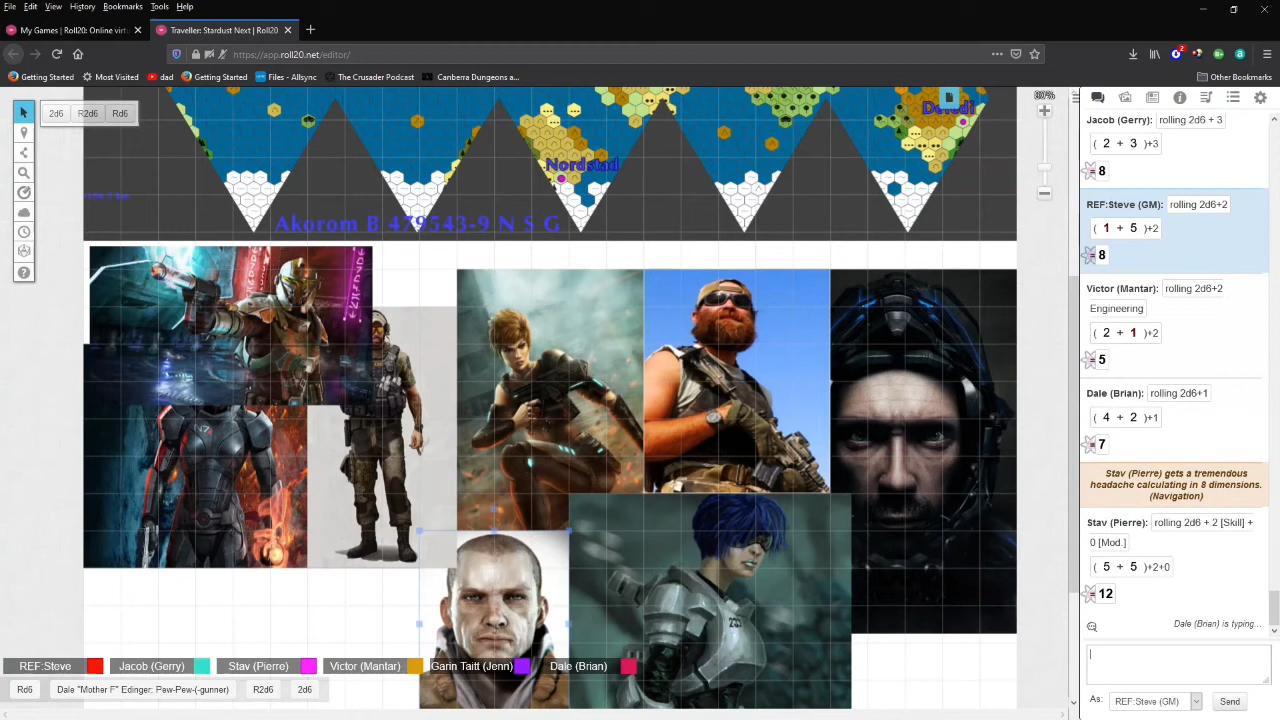 File Edit View History Bookmarks Tools Help
My Games | Roll20: Online virtu
Traveller: Stardust Next | Roll20
https://app.roll20.net/editor/
Getting Started Most Visited dad Getting Started Files - Allsync The Crusader Podcast Canberra Dungeons a... Other Bookmarks
2d6 R2d6 Rd6
80%
Nordstad
Akorom B 479543-9 N S G
N7
Jacob (Gerry): rolling 2d6 + 3
( 2 + 3 )+3
=8
REF:Steve (GM): rolling 2d6+2
( 1 + 5 )+2
=8
Victor (Mantar): rolling 2d6+2
Engineering
( 2 + 1 )+2
=5
Dale (Brian): rolling 2d6+1
( 4 + 2 )+1
=7
Stav (Pierre) gets a tremendous
headache calculating in 8 dimensions.
(Navigation)
Stav (Pierre): rolling 2d6 + 2 [Skill] +
0 [Mod.]
( 5 + 5 )+2+0
=12
Dale (Brian) is typing...
As: REF:Steve (GM) Send
REF:Steve Jacob (Gerry) Stav (Pierre) Victor (Mantar) Garin Taitt (Jenn) Dale (Brian)
Rd6 Dale "Mother F" Edinger: Pew-Pew-(-gunner) R2d6 2d6